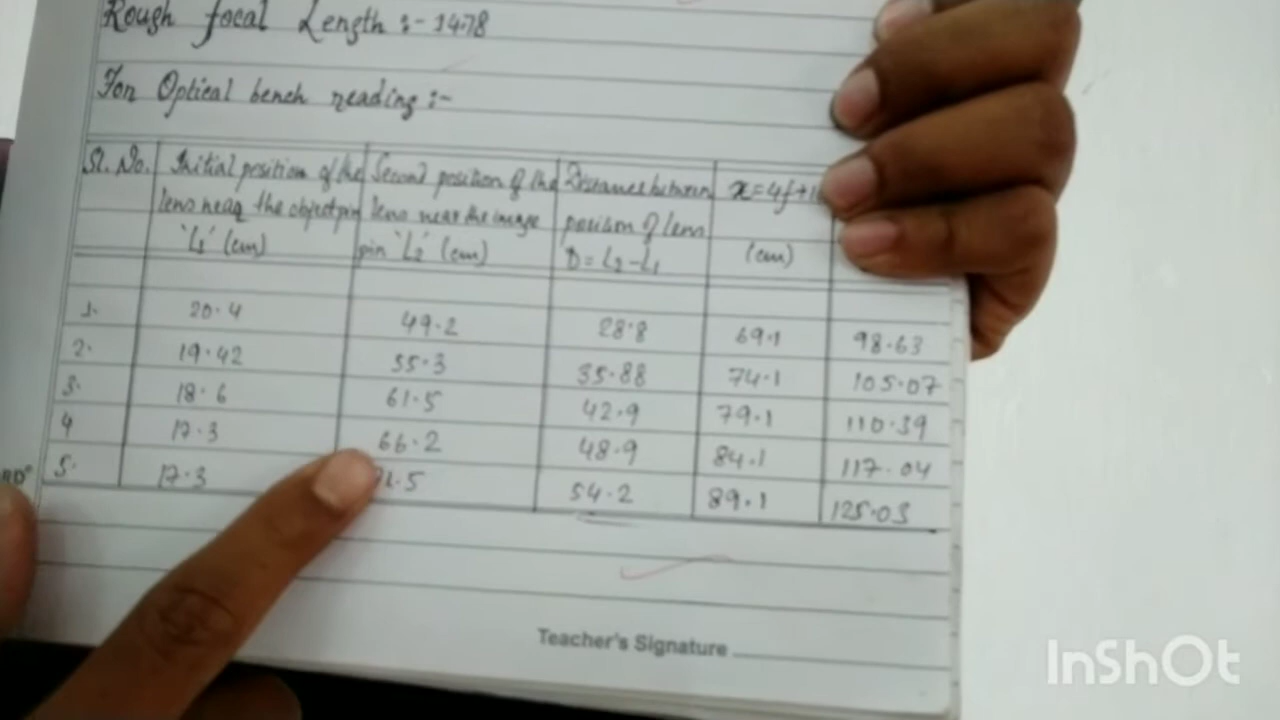 Rough focal Length :- 14.78
For Optical bench reading :-
Sl. No. Initial position of the lens near the object pin 'L₁' (cm) Second position of the lens near the image pin 'L₂' (cm) Distance between position of lens D = L₂-L₁ x = 4f+ (cm)
1. 20.4 49.2 28.8 69.1 98.63
2. 19.42 55.3 35.88 74.1 105.07
3. 18.6 61.5 42.9 79.1 110.39
4 17.3 66.2 48.9 84.1 117.04
5. 17.3 1.5 54.2 89.1 125.03
Teacher's Signature
RD®
InShOt